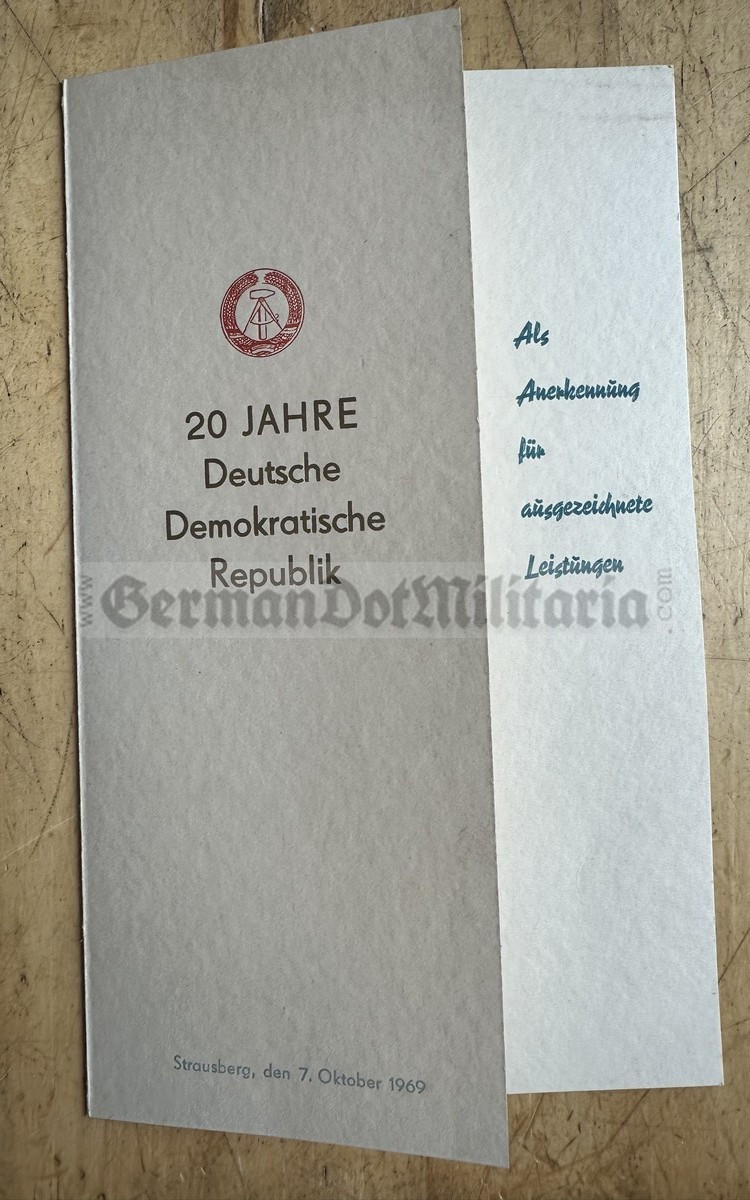 20 JAHRE
Deutsche
Demokratische
Republik
Strausberg, den 7. Oktober 1969
Als
Anerkennung
für
ausgezeichnete
Leistungen
www.GermanDotMilitaria.com